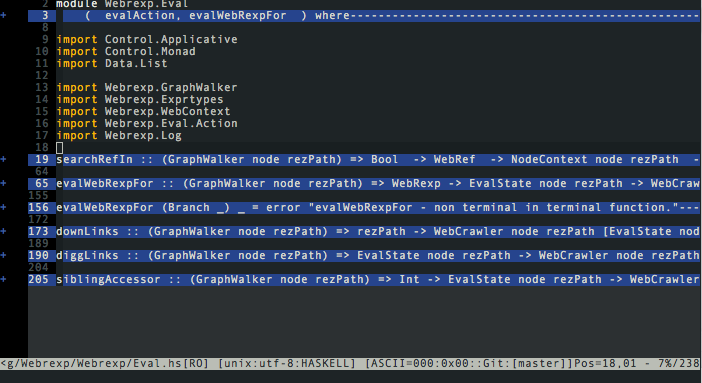 2 module Webrexp.Eval
+ 3 ( evalAction, evalWebRexpFor ) where-------------------------------------------
8
9 import Control.Applicative
10 import Control.Monad
11 import Data.List
12
13 import Webrexp.GraphWalker
14 import Webrexp.Exprtypes
15 import Webrexp.WebContext
16 import Webrexp.Eval.Action
17 import Webrexp.Log
18
+ 19 searchRefIn :: (GraphWalker node rezPath) => Bool -> WebRef -> NodeContext node rezPath -
64
+ 65 evalWebRexpFor :: (GraphWalker node rezPath) => WebRexp -> EvalState node rezPath -> WebCraw
155
+ 156 evalWebRexpFor (Branch _) _ = error "evalWebRexpFor - non terminal in terminal function."---
172
+ 173 downLinks :: (GraphWalker node rezPath) => rezPath -> WebCrawler node rezPath [EvalState nod
189
+ 190 diggLinks :: (GraphWalker node rezPath) => EvalState node rezPath -> WebCrawler node rezPath
204
+ 205 siblingAccessor :: (GraphWalker node rezPath) => Int -> EvalState node rezPath -> WebCrawler
<g/Webrexp/Webrexp/Eval.hs[RO] [unix:utf-8:HASKELL] [ASCII=000:0x00::Git:[master]]Pos=18,01 - 7%/238